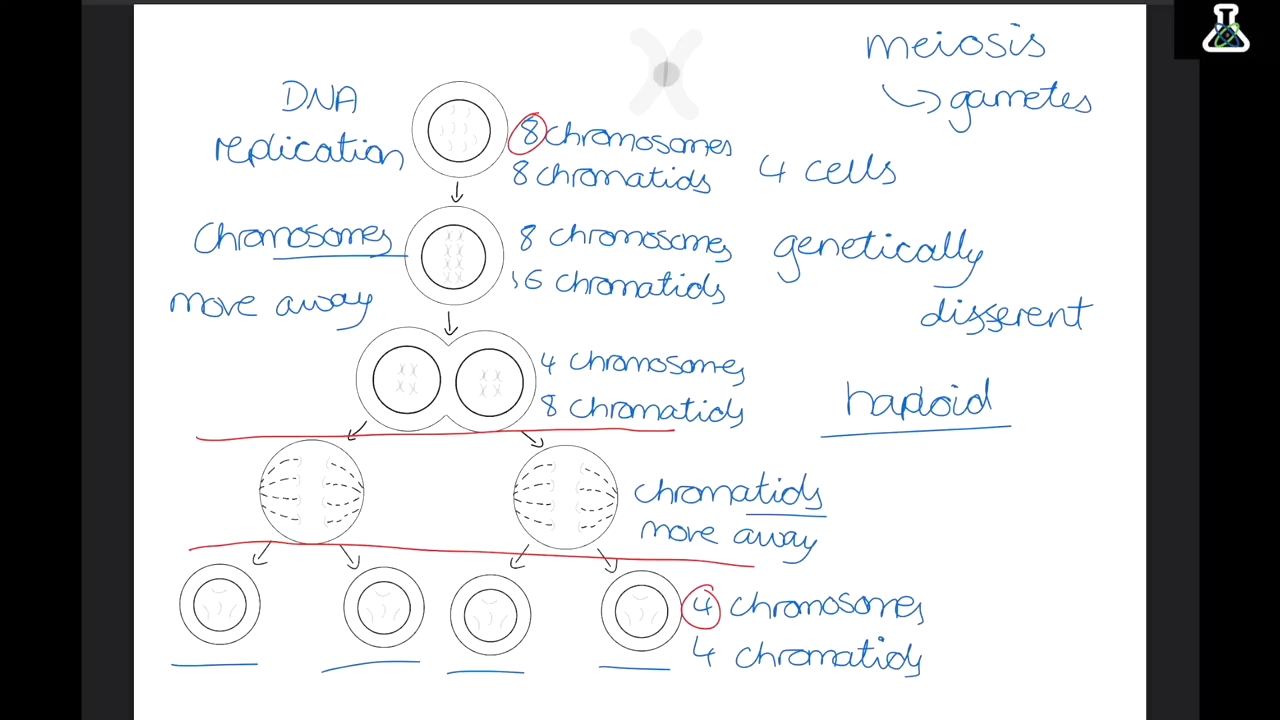 meiosis
↳ gametes
DNA
replication
8 chromosomes
8 chromatids
4 cells
Chromosomes
move away
8 chromosomes
16 chromatids
genetically
different
4 chromosomes
8 chromatids
haploid
chromatids
move away
4 chromosomes
4 chromatids